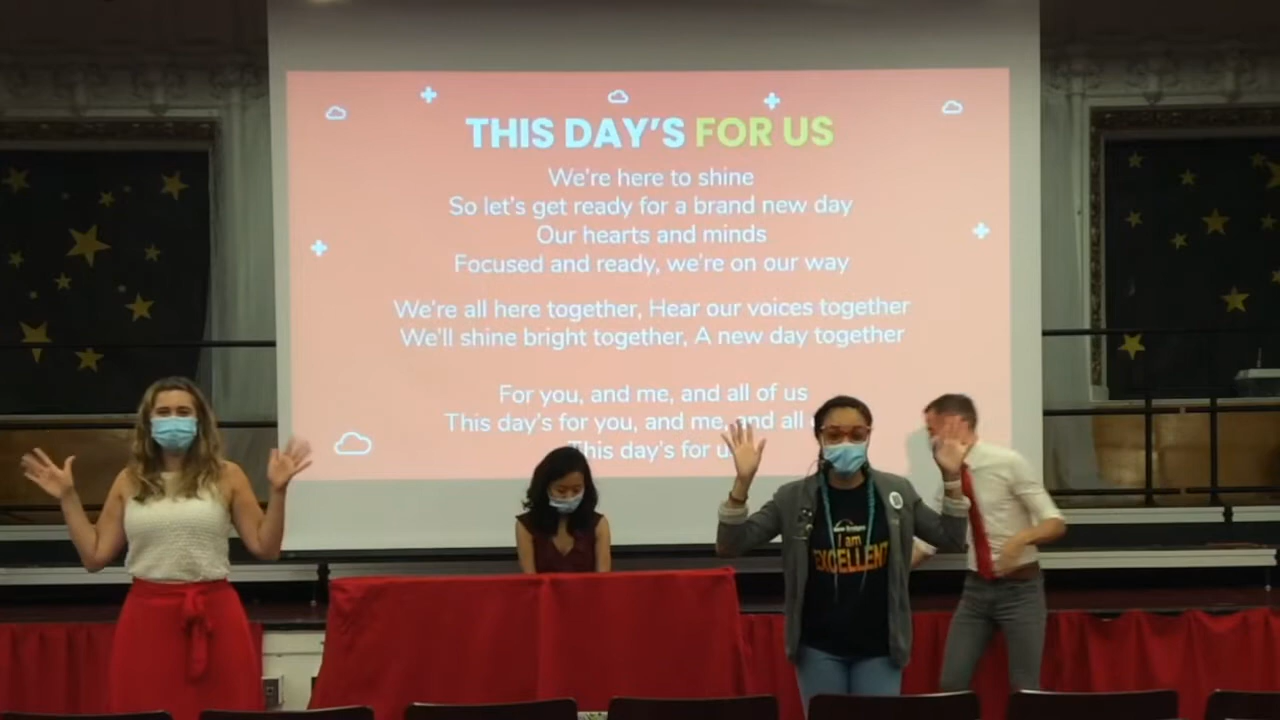 THIS DAY'S FOR US
We're here to shine
So let's get ready for a brand new day
Our hearts and minds
Focused and ready, we're on our way
We're all here together, Hear our voices together
We'll shine bright together, A new day together
For you, and me, and all of us
This day's for you, and me, and all
This day's for u
I am
EXCELLENT